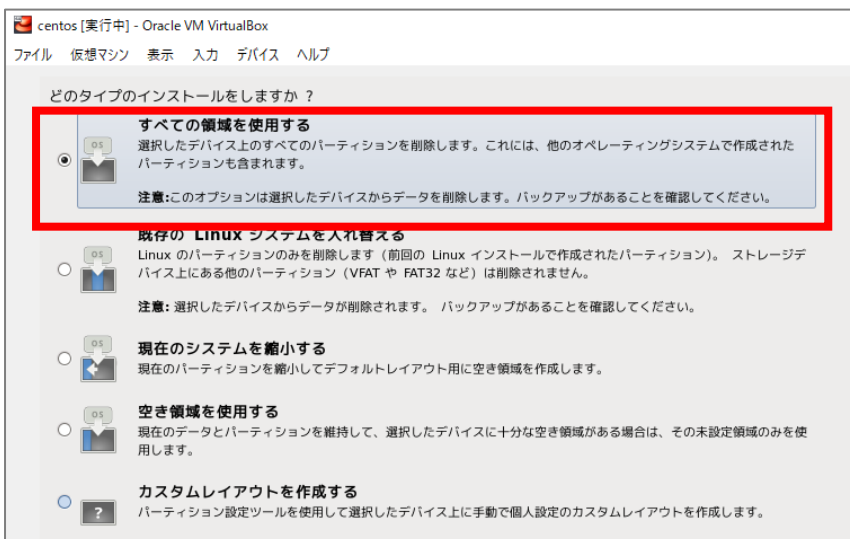 centos [実行中] - Oracle VM VirtualBox
ファイル 仮想マシン 表示 入力 デバイス ヘルプ
どのタイプのインストールをしますか ?
すべての領域を使用する
OS
選択したデバイス上のすべてのパーティションを削除します。これには、他のオペレーティングシステムで作成された
パーティションも含まれます。
注意:このオプションは選択したデバイスからデータを削除します。バックアップがあることを確認してください。
既存の Linux システムを入れ替える
OS
Linux のパーティションのみを削除します (前回の Linux インストールで作成されたパーティション)。 ストレージデ
バイス上にある他のパーティション (VFAT や FAT32 など) は削除されません。
注意: 選択したデバイスからデータが削除されます。 バックアップがあることを確認してください。
現在のシステムを縮小する
OS
現在のパーティションを縮小してデフォルトレイアウト用に空き領域を作成します。
空き領域を使用する
OS
現在のデータとパーティションを維持して、選択したデバイスに十分な空き領域がある場合は、その未設定領域のみを使
用します。
カスタムレイアウトを作成する
?
パーティション設定ツールを使用して選択したデバイス上に手動で個人設定のカスタムレイアウトを作成します。